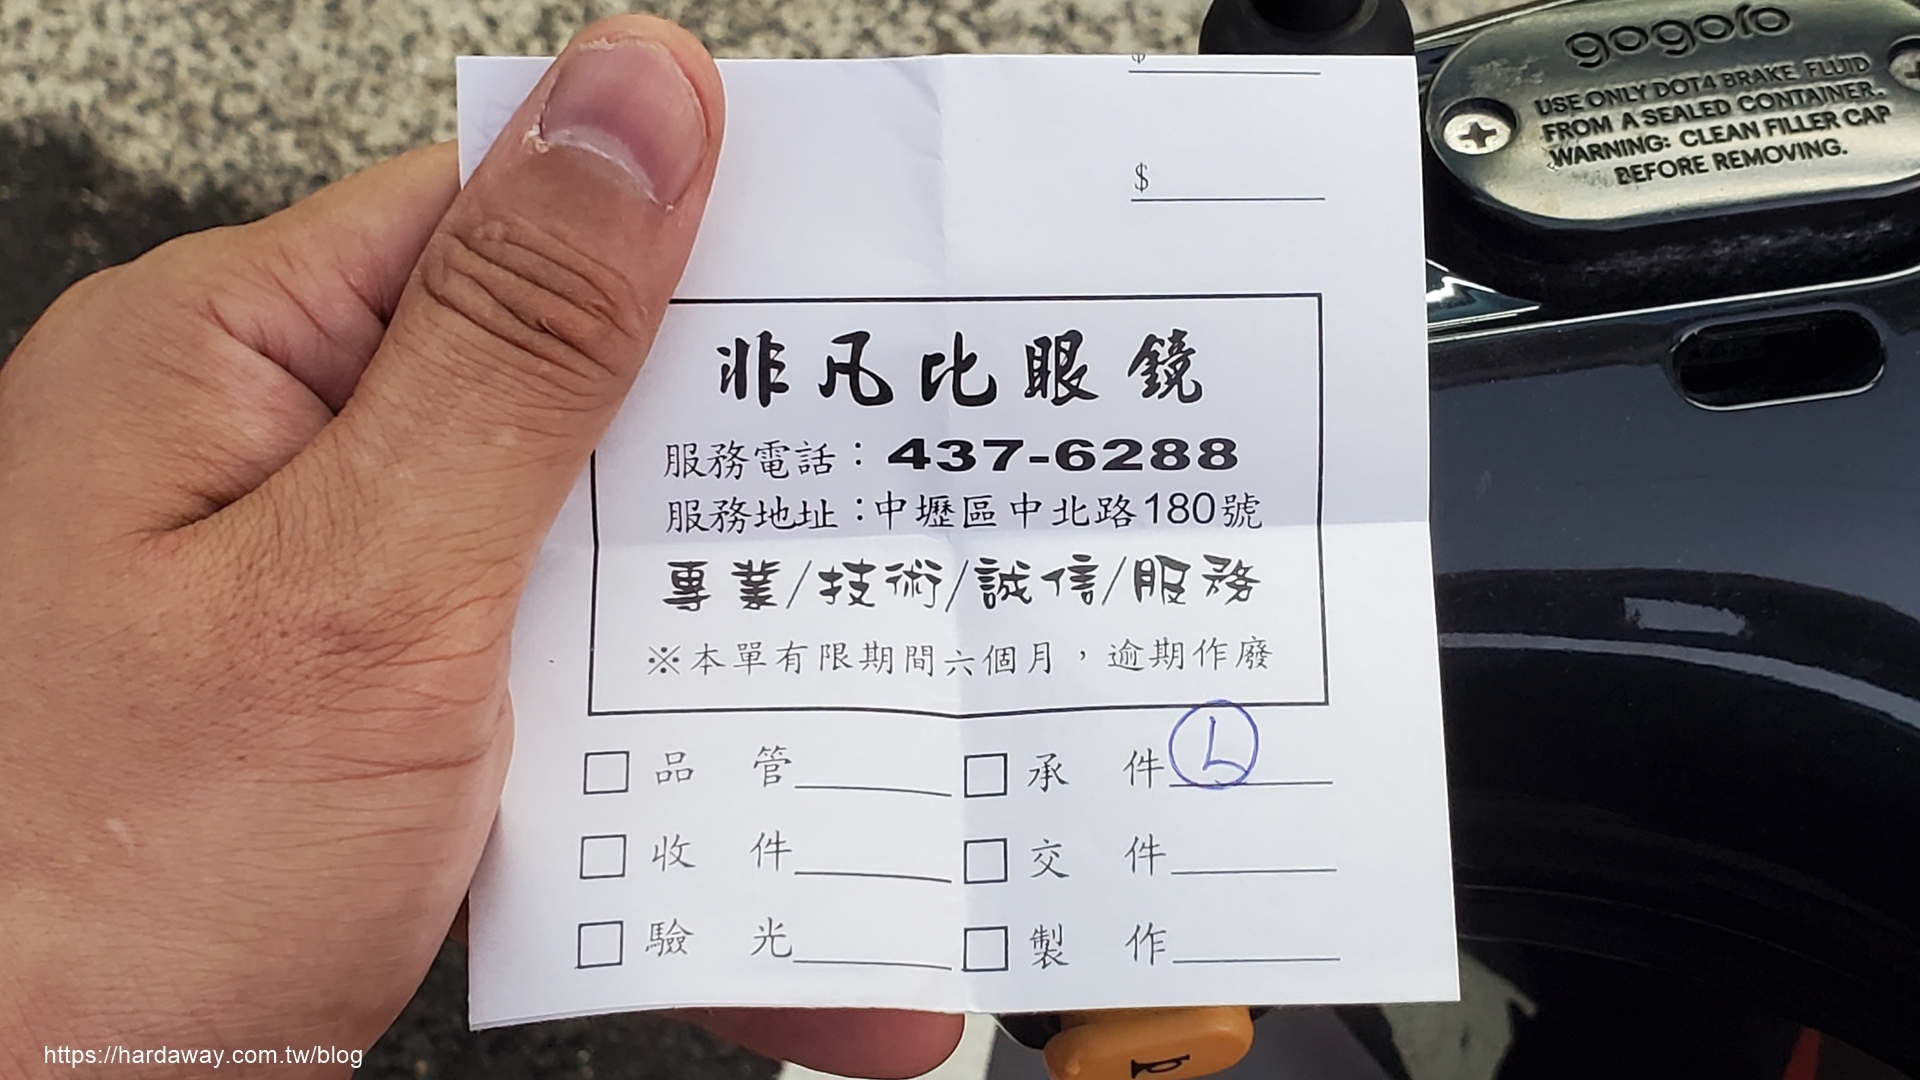 gogoro
USE ONLY DOT4 BRAKE FLUID
FROM A SEALED CONTAINER.
WARNING: CLEAN FILLER CAP
BEFORE REMOVING.
$
$
非凡比眼鏡
服務電話：437-6288
服務地址：中壢區中北路180號
專業/技術/誠信/服務
※本單有限期間六個月，逾期作廢
品 管 承 件 L
收 件 交 件
驗 光 製 作
https://hardaway.com.tw/blog